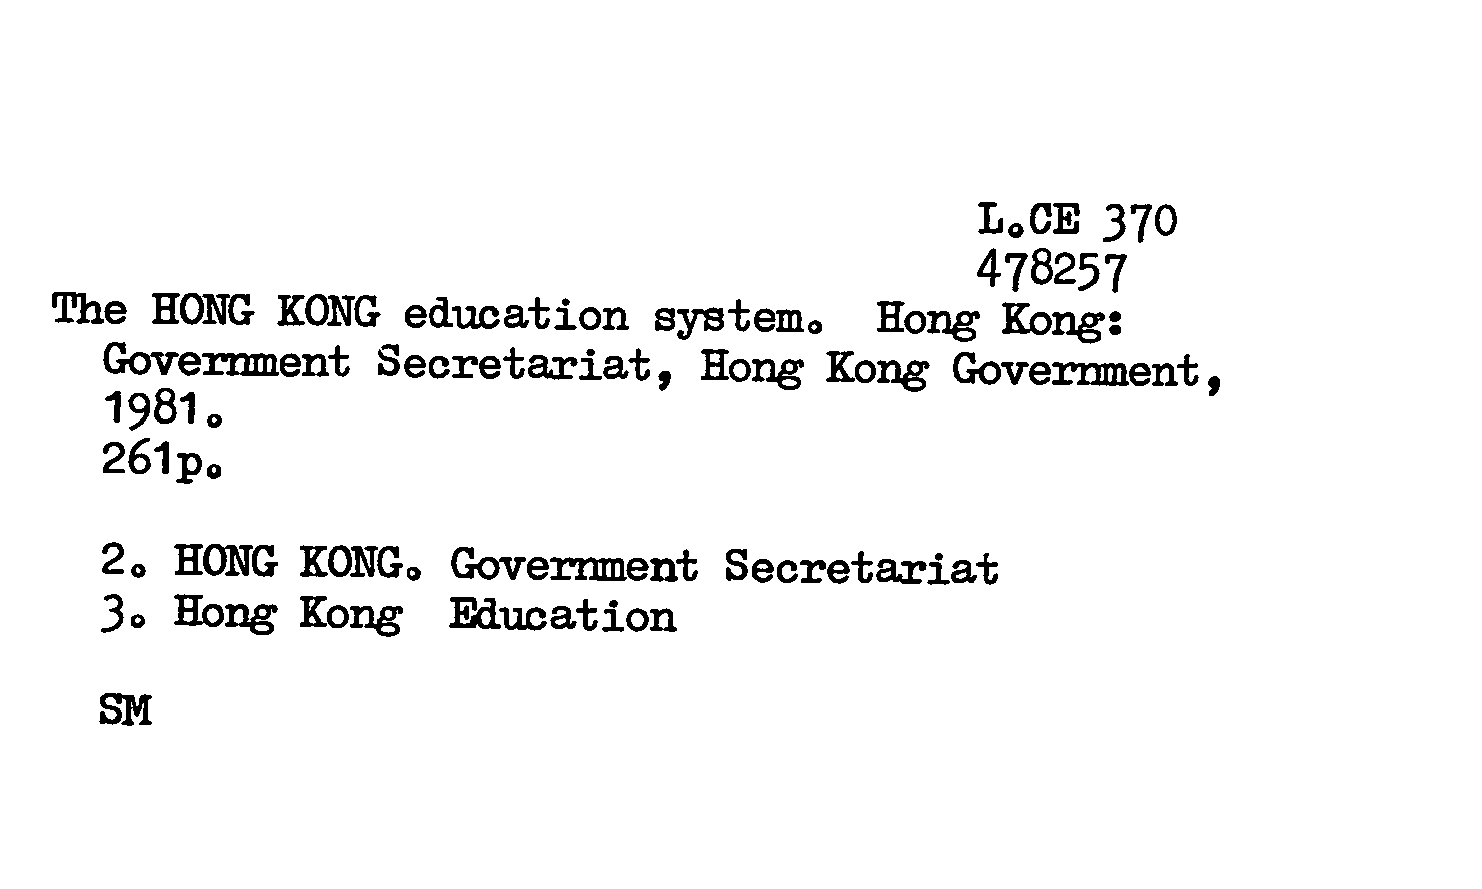 L.CE 370
478257
The HONG KONG education system.  Hong Kong:
Government Secretariat, Hong Kong Government,
1981.
261p.
2. HONG KONG. Government Secretariat
3. Hong Kong  Education
SM